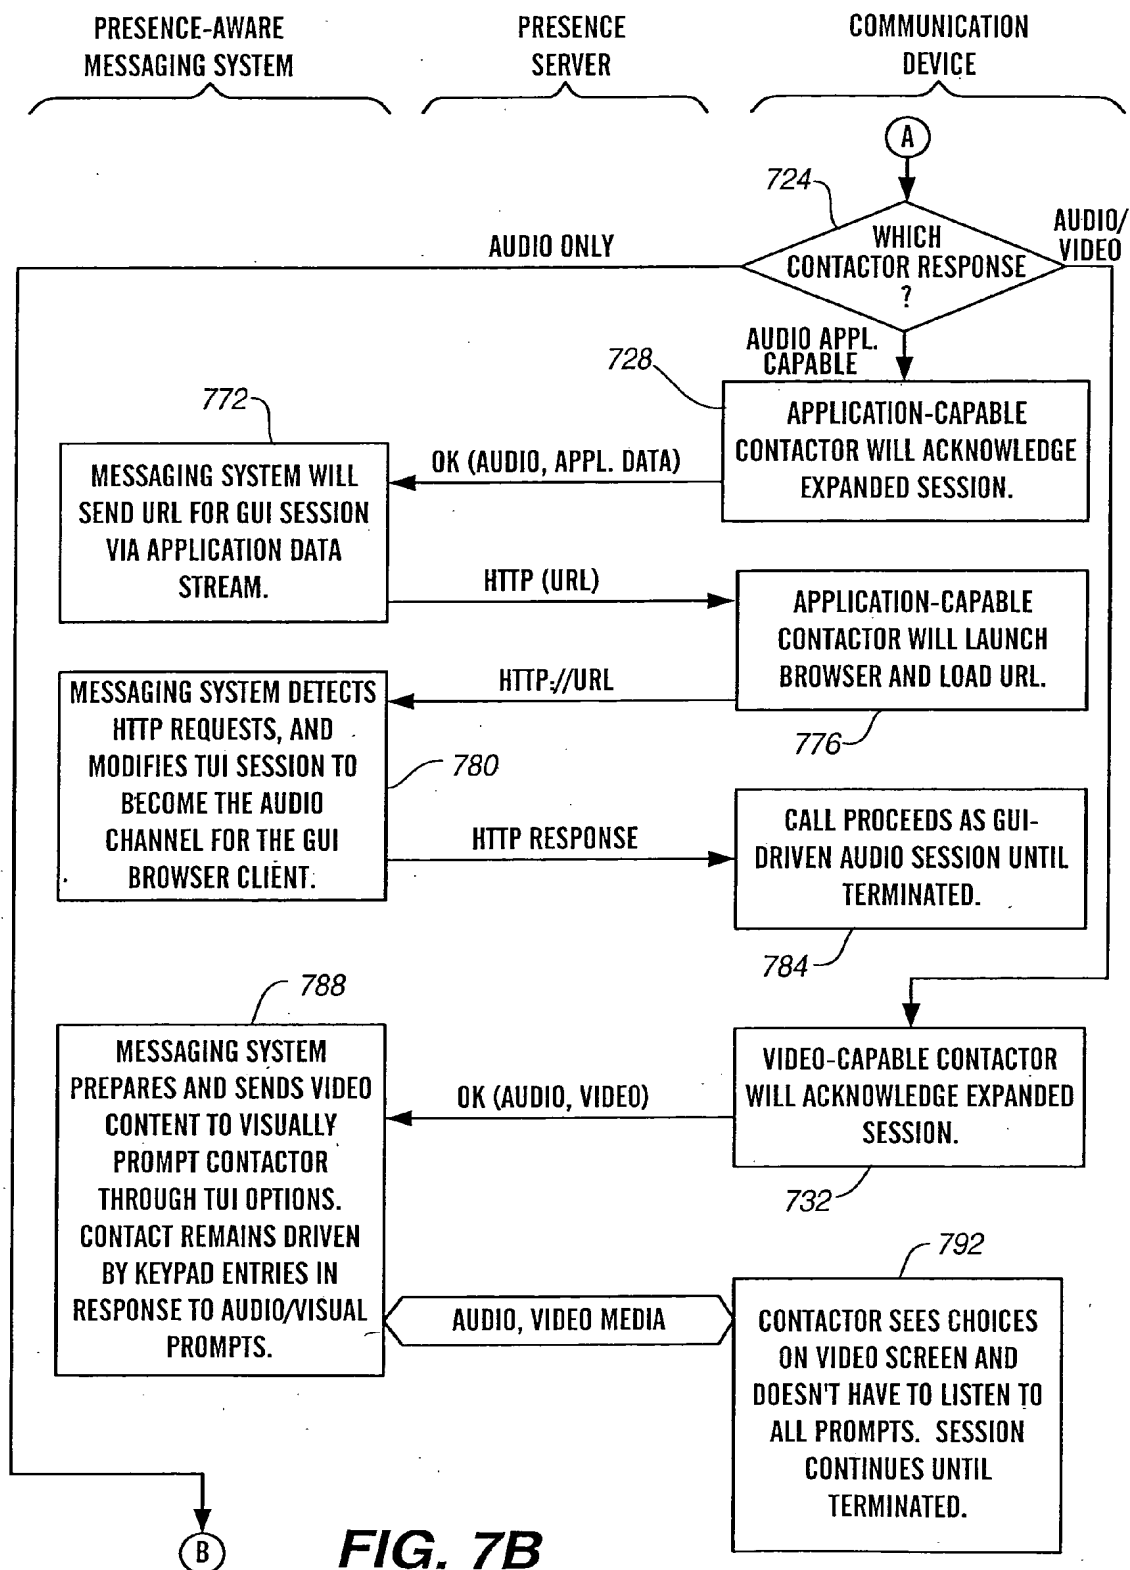 PRESENCE-AWARE
MESSAGING SYSTEM
PRESENCE
SERVER
COMMUNICATION
DEVICE
A
724
WHICH
CONTACTOR RESPONSE
?
AUDIO/
VIDEO
AUDIO ONLY
AUDIO APPL.
CAPABLE
728
APPLICATION-CAPABLE
CONTACTOR WILL ACKNOWLEDGE
EXPANDED SESSION.
OK (AUDIO, APPL. DATA)
772
MESSAGING SYSTEM WILL
SEND URL FOR GUI SESSION
VIA APPLICATION DATA
STREAM.
HTTP (URL)
APPLICATION-CAPABLE
CONTACTOR WILL LAUNCH
BROWSER AND LOAD URL.
776
HTTP://URL
MESSAGING SYSTEM DETECTS
HTTP REQUESTS, AND
MODIFIES TUI SESSION TO
BECOME THE AUDIO
CHANNEL FOR THE GUI
BROWSER CLIENT.
780
HTTP RESPONSE
CALL PROCEEDS AS GUI-
DRIVEN AUDIO SESSION UNTIL
TERMINATED.
784
VIDEO-CAPABLE CONTACTOR
WILL ACKNOWLEDGE EXPANDED
SESSION.
732
OK (AUDIO, VIDEO)
788
MESSAGING SYSTEM
PREPARES AND SENDS VIDEO
CONTENT TO VISUALLY
PROMPT CONTACTOR
THROUGH TUI OPTIONS.
CONTACT REMAINS DRIVEN
BY KEYPAD ENTRIES IN
RESPONSE TO AUDIO/VISUAL
PROMPTS.
AUDIO, VIDEO MEDIA
792
CONTACTOR SEES CHOICES
ON VIDEO SCREEN AND
DOESN'T HAVE TO LISTEN TO
ALL PROMPTS. SESSION
CONTINUES UNTIL
TERMINATED.
B
FIG. 7B